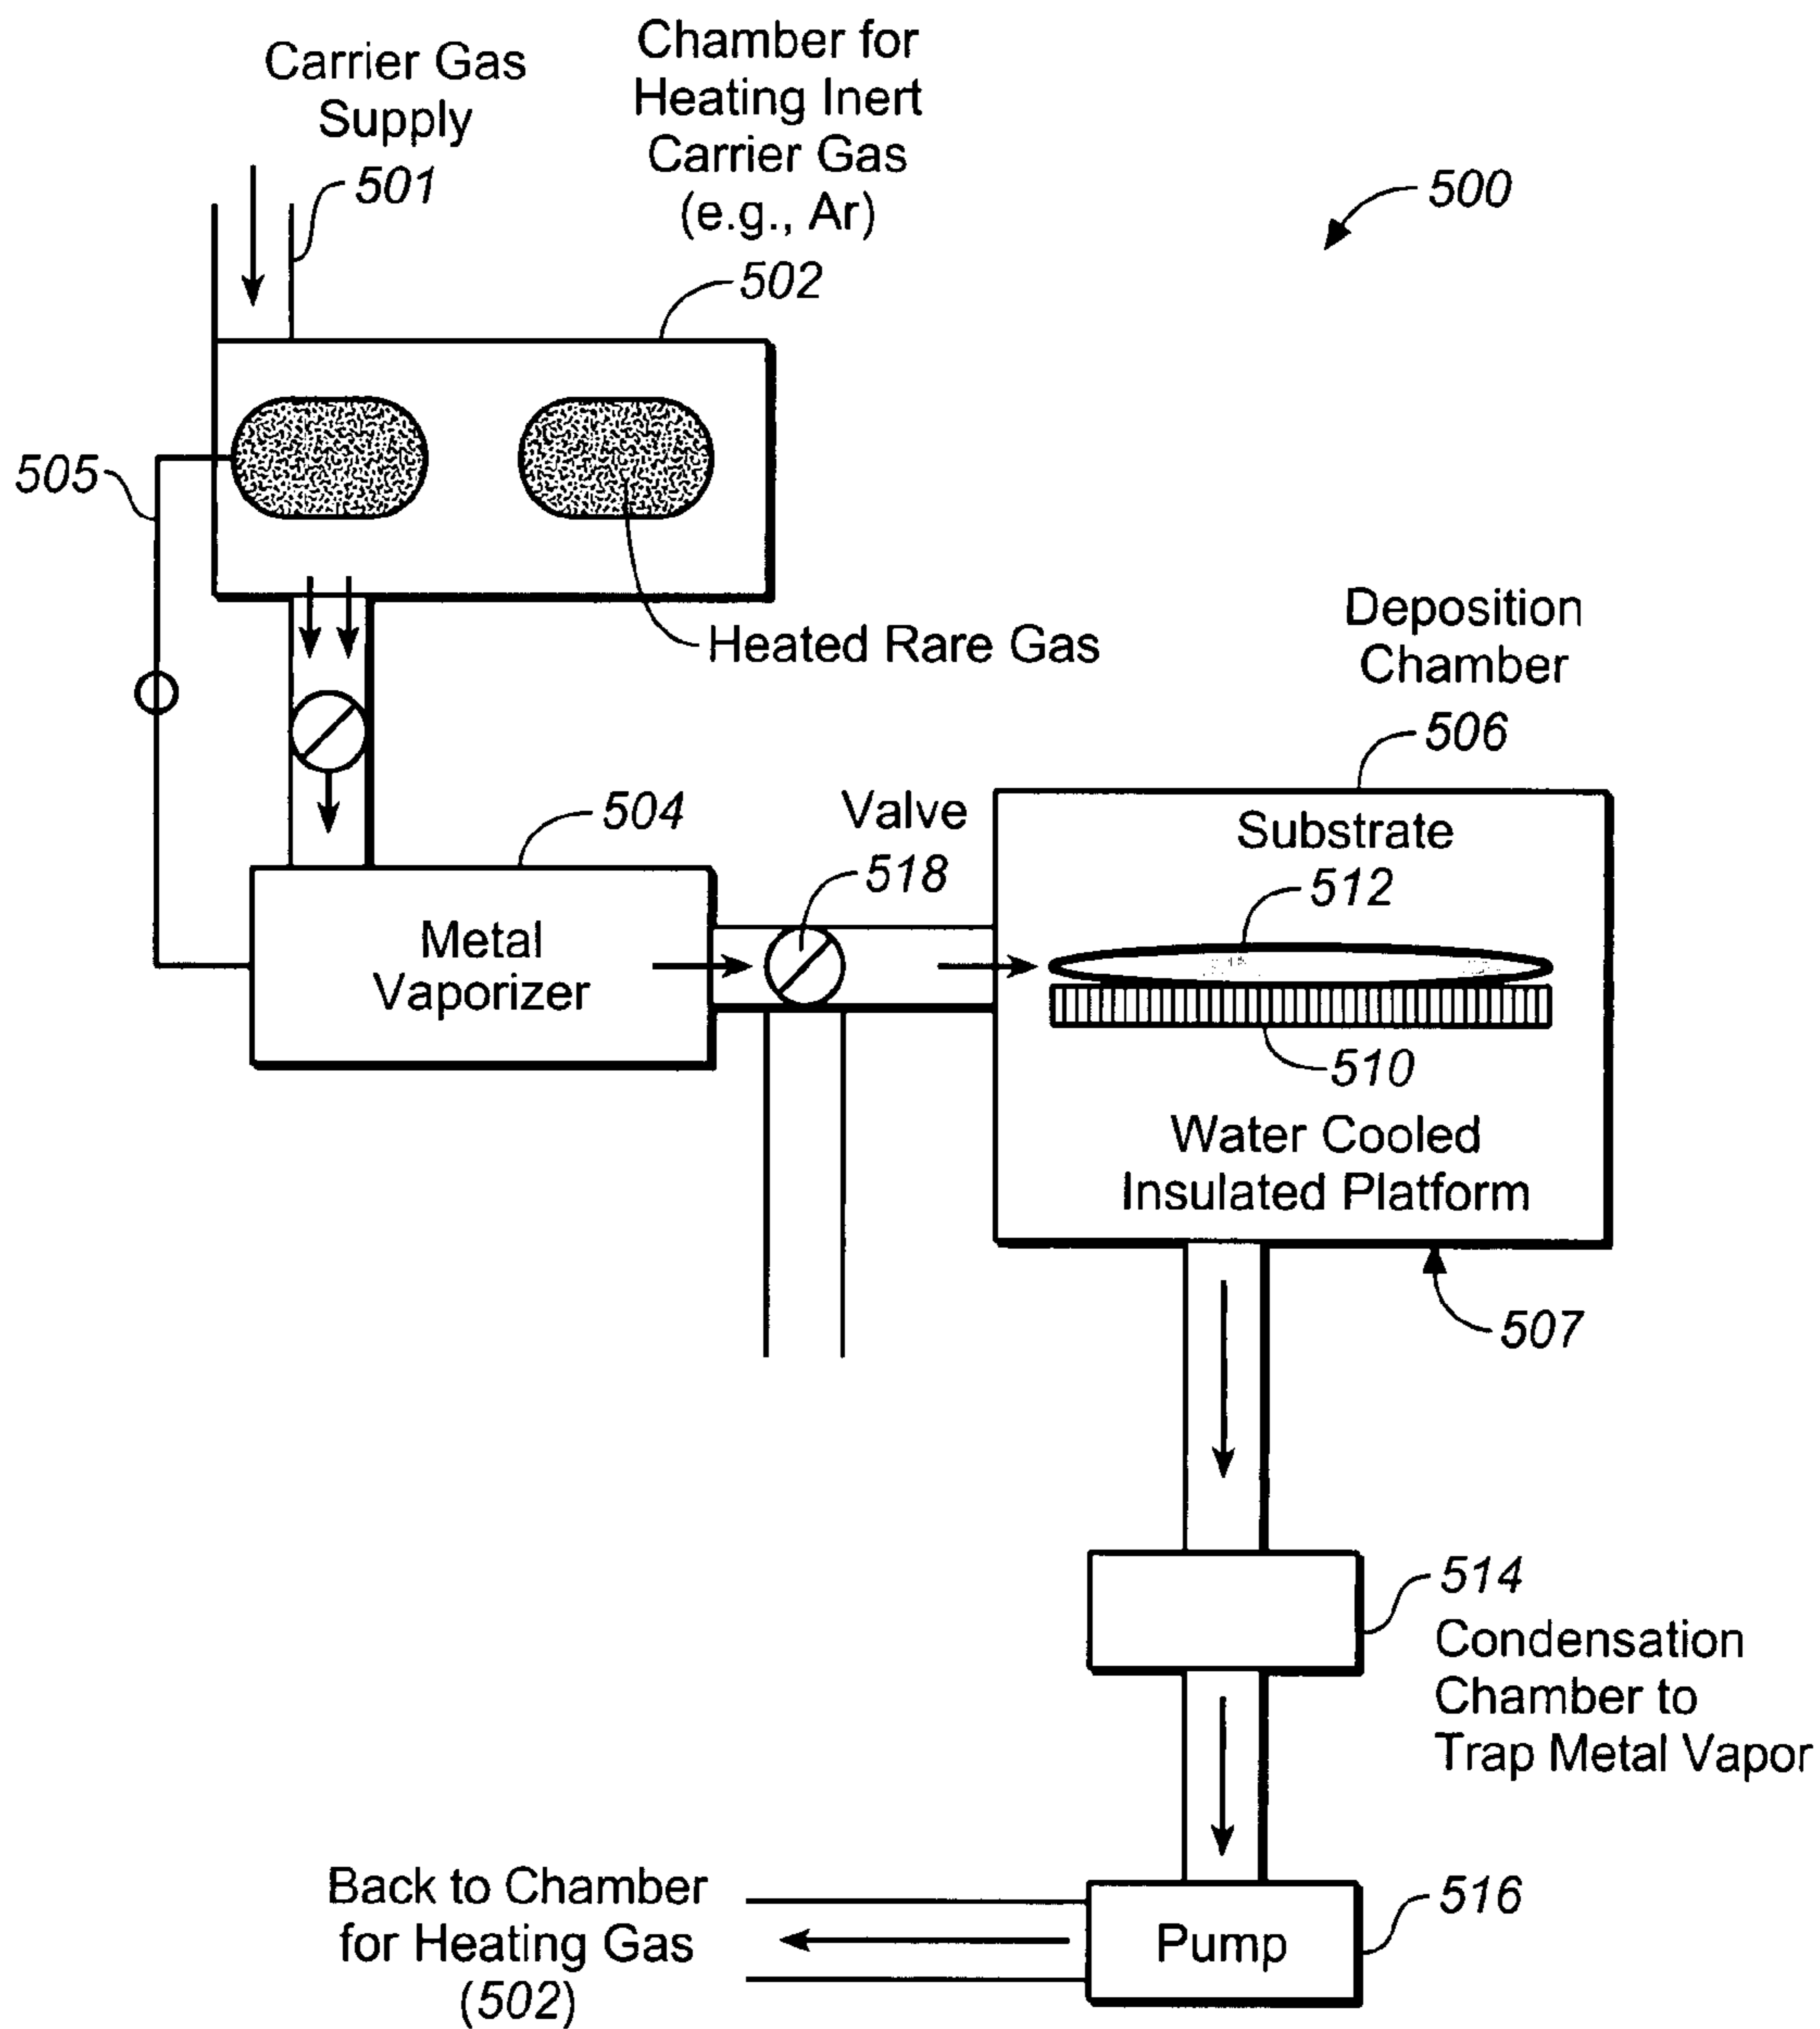 Carrier Gas
Supply
501
Chamber for
Heating Inert
Carrier Gas
(e.g., Ar)
502
500
505
Heated Rare Gas
Deposition
Chamber
506
504
Valve
518
Metal
Vaporizer
Substrate
512
510
Water Cooled
Insulated Platform
507
514
Condensation
Chamber to
Trap Metal Vapor
Back to Chamber
for Heating Gas
(502)
516
Pump